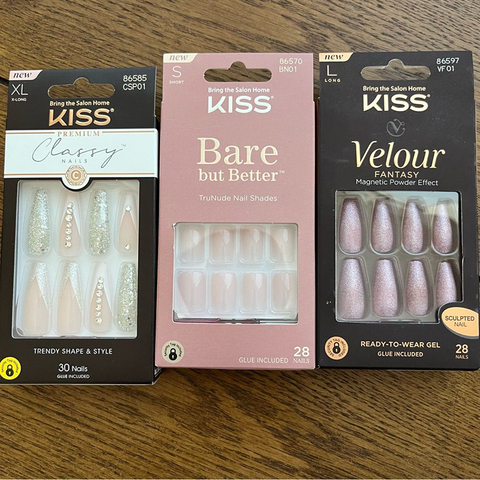 new
XL
X-LONG
86585
CSP01
Bring the Salon Home
KISS®
PREMIUM
Classy™
NAILS
C
TRENDY SHAPE & STYLE
30 Nails
GLUE INCLUDED
new
S
SHORT
86570
BN01
Bring the Salon Home
KISS®
Bare
but Better™
TruNude Nail Shades
GLUE INCLUDED
28
NAILS
new
L
LONG
86597
VF01
Bring the Salon Home
KISS®
V
Velour
FANTASY
Magnetic Powder Effect
SCULPTED
NAIL
READY-TO-WEAR GEL
GLUE INCLUDED
28
NAILS